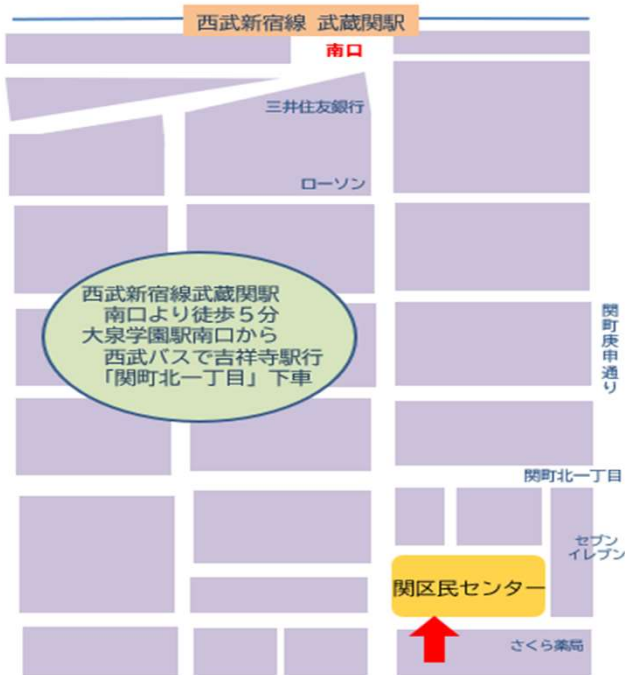 西武新宿線 武蔵関駅
南口
三井住友銀行
ローソン
西武新宿線武蔵関駅
南口より徒歩５分
大泉学園駅南口から
西武バスで吉祥寺駅行
「関町北一丁目」下車
関町庚申通り
関町北一丁目
セブン
イレブン
関区民センター
さくら薬局